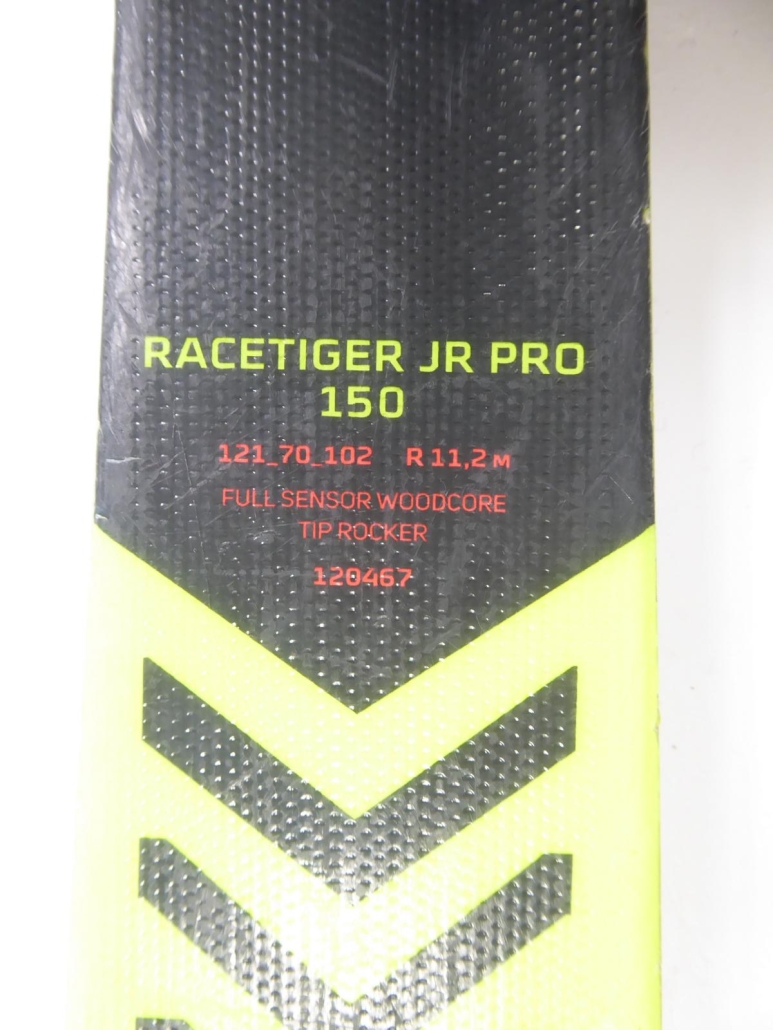 RACETIGER JR PRO
150
121_70_102 R 11,2 M
FULL SENSOR WOODCORE
TIP ROCKER
120467